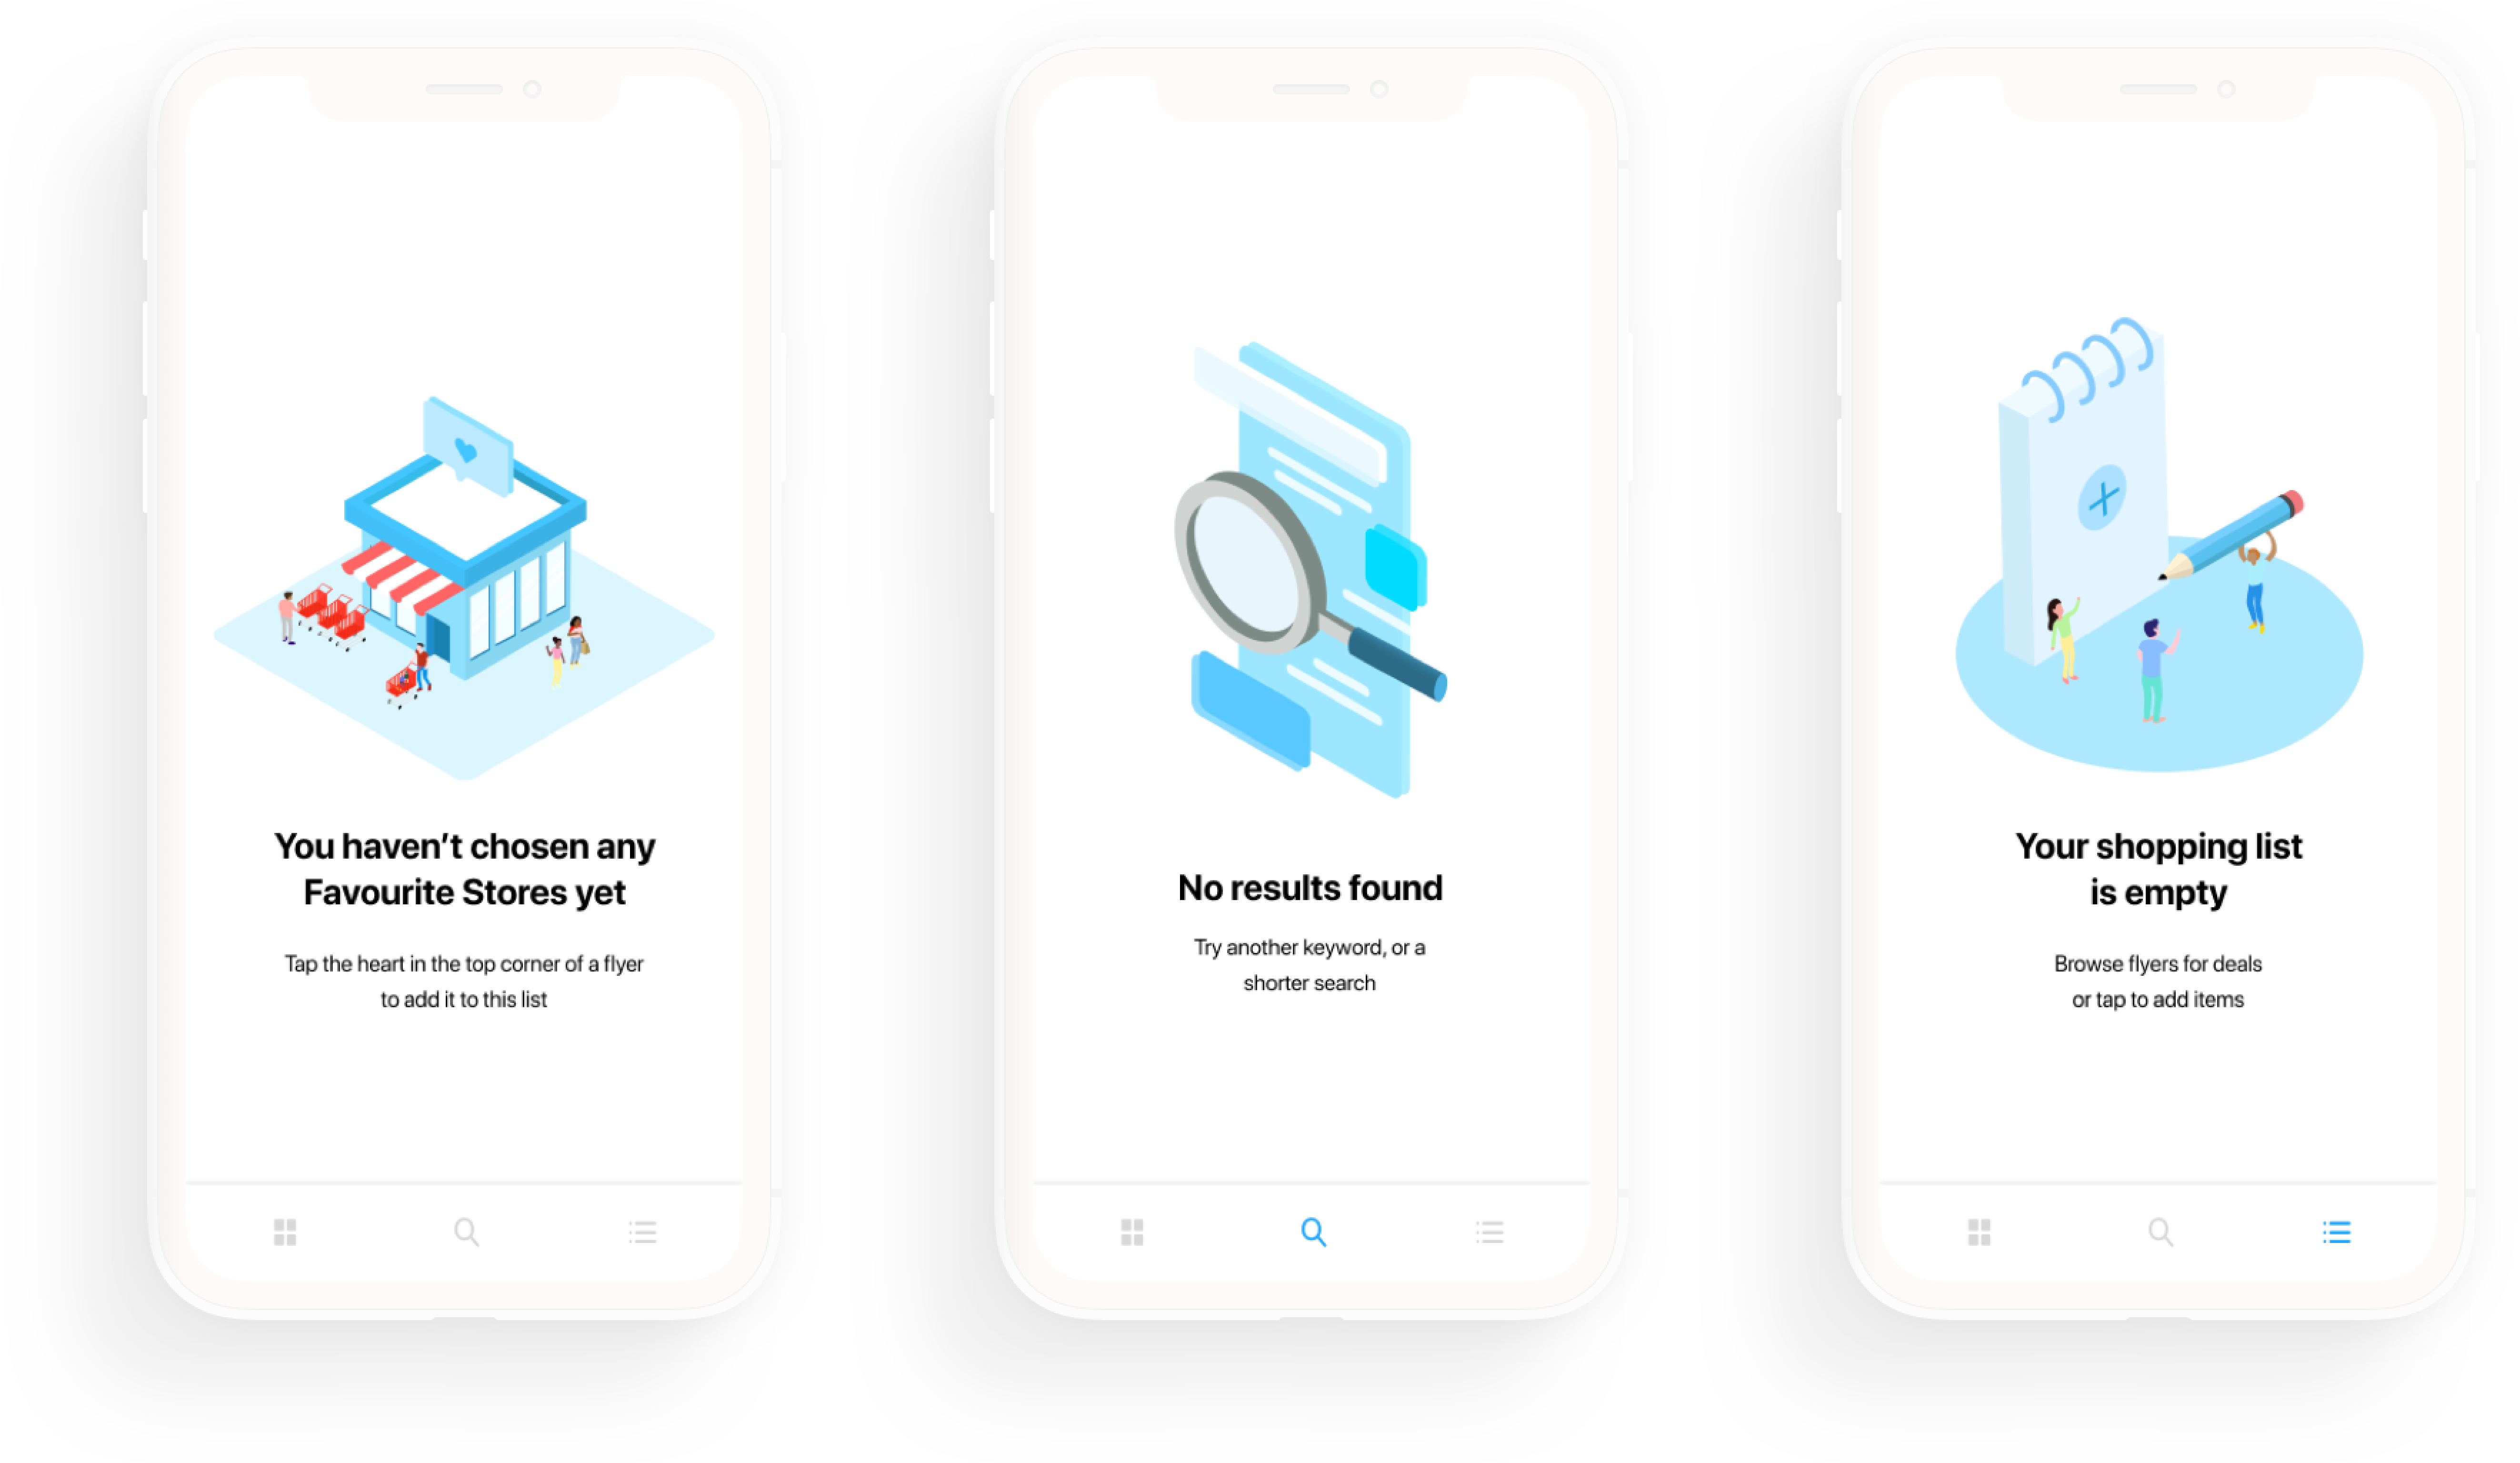 You haven’t chosen any
Favourite Stores yet
Tap the heart in the top corner of a flyer
to add it to this list
No results found
Try another keyword, or a
shorter search
Your shopping list
is empty
Browse flyers for deals
or tap to add items